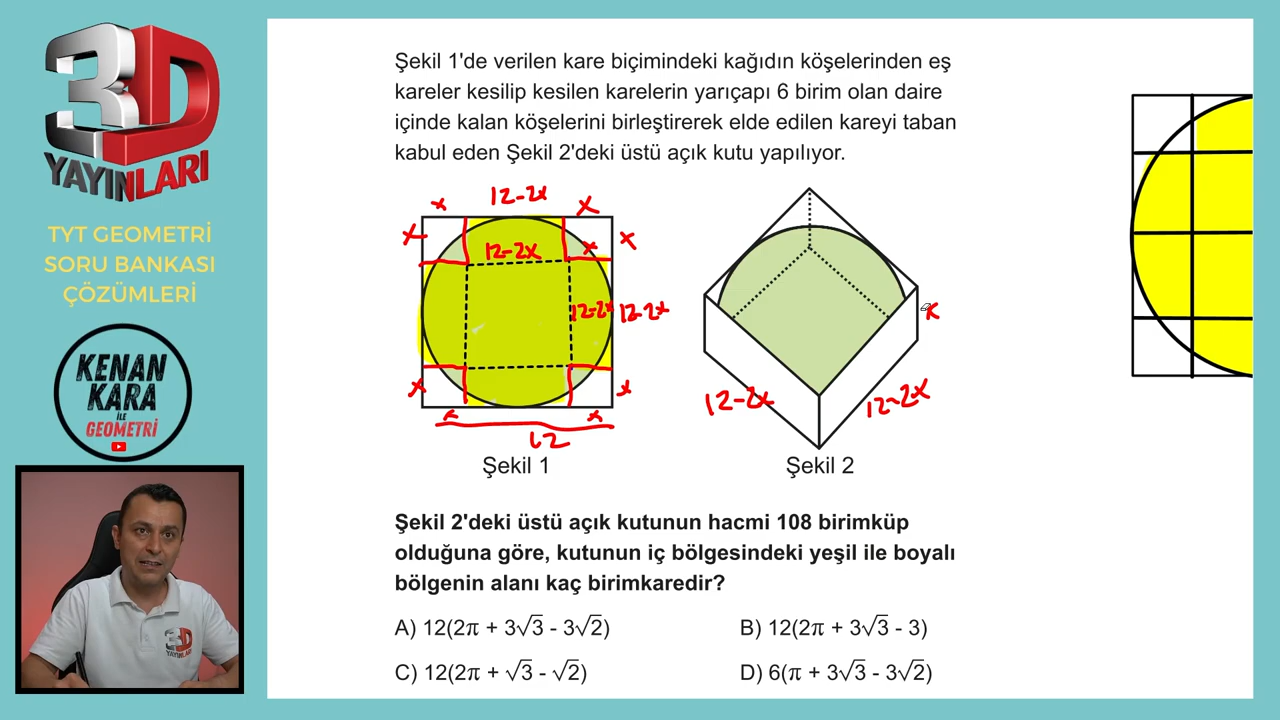 3D
YAYINLARI
TYT GEOMETRİ
SORU BANKASI
ÇÖZÜMLERİ
KENAN
KARA
İLE
GEOMETRİ
3D
YAYINLARI
Şekil 1'de verilen kare biçimindeki kağıdın köşelerinden eş
kareler kesilip kesilen karelerin yarıçapı 6 birim olan daire
içinde kalan köşelerini birleştirerek elde edilen kareyi taban
kabul eden Şekil 2'deki üstü açık kutu yapılıyor.
x 12-2x x
x 12-2x x x
12-2x 12-2x
x x
x x
12
Şekil 1
x
12-2x 12-2x
Şekil 2
Şekil 2'deki üstü açık kutunun hacmi 108 birimküp
olduğuna göre, kutunun iç bölgesindeki yeşil ile boyalı
bölgenin alanı kaç birimkaredir?
A) 12(2π + 3√3 - 3√2) B) 12(2π + 3√3 - 3)
C) 12(2π + √3 - √2) D) 6(π + 3√3 - 3√2)